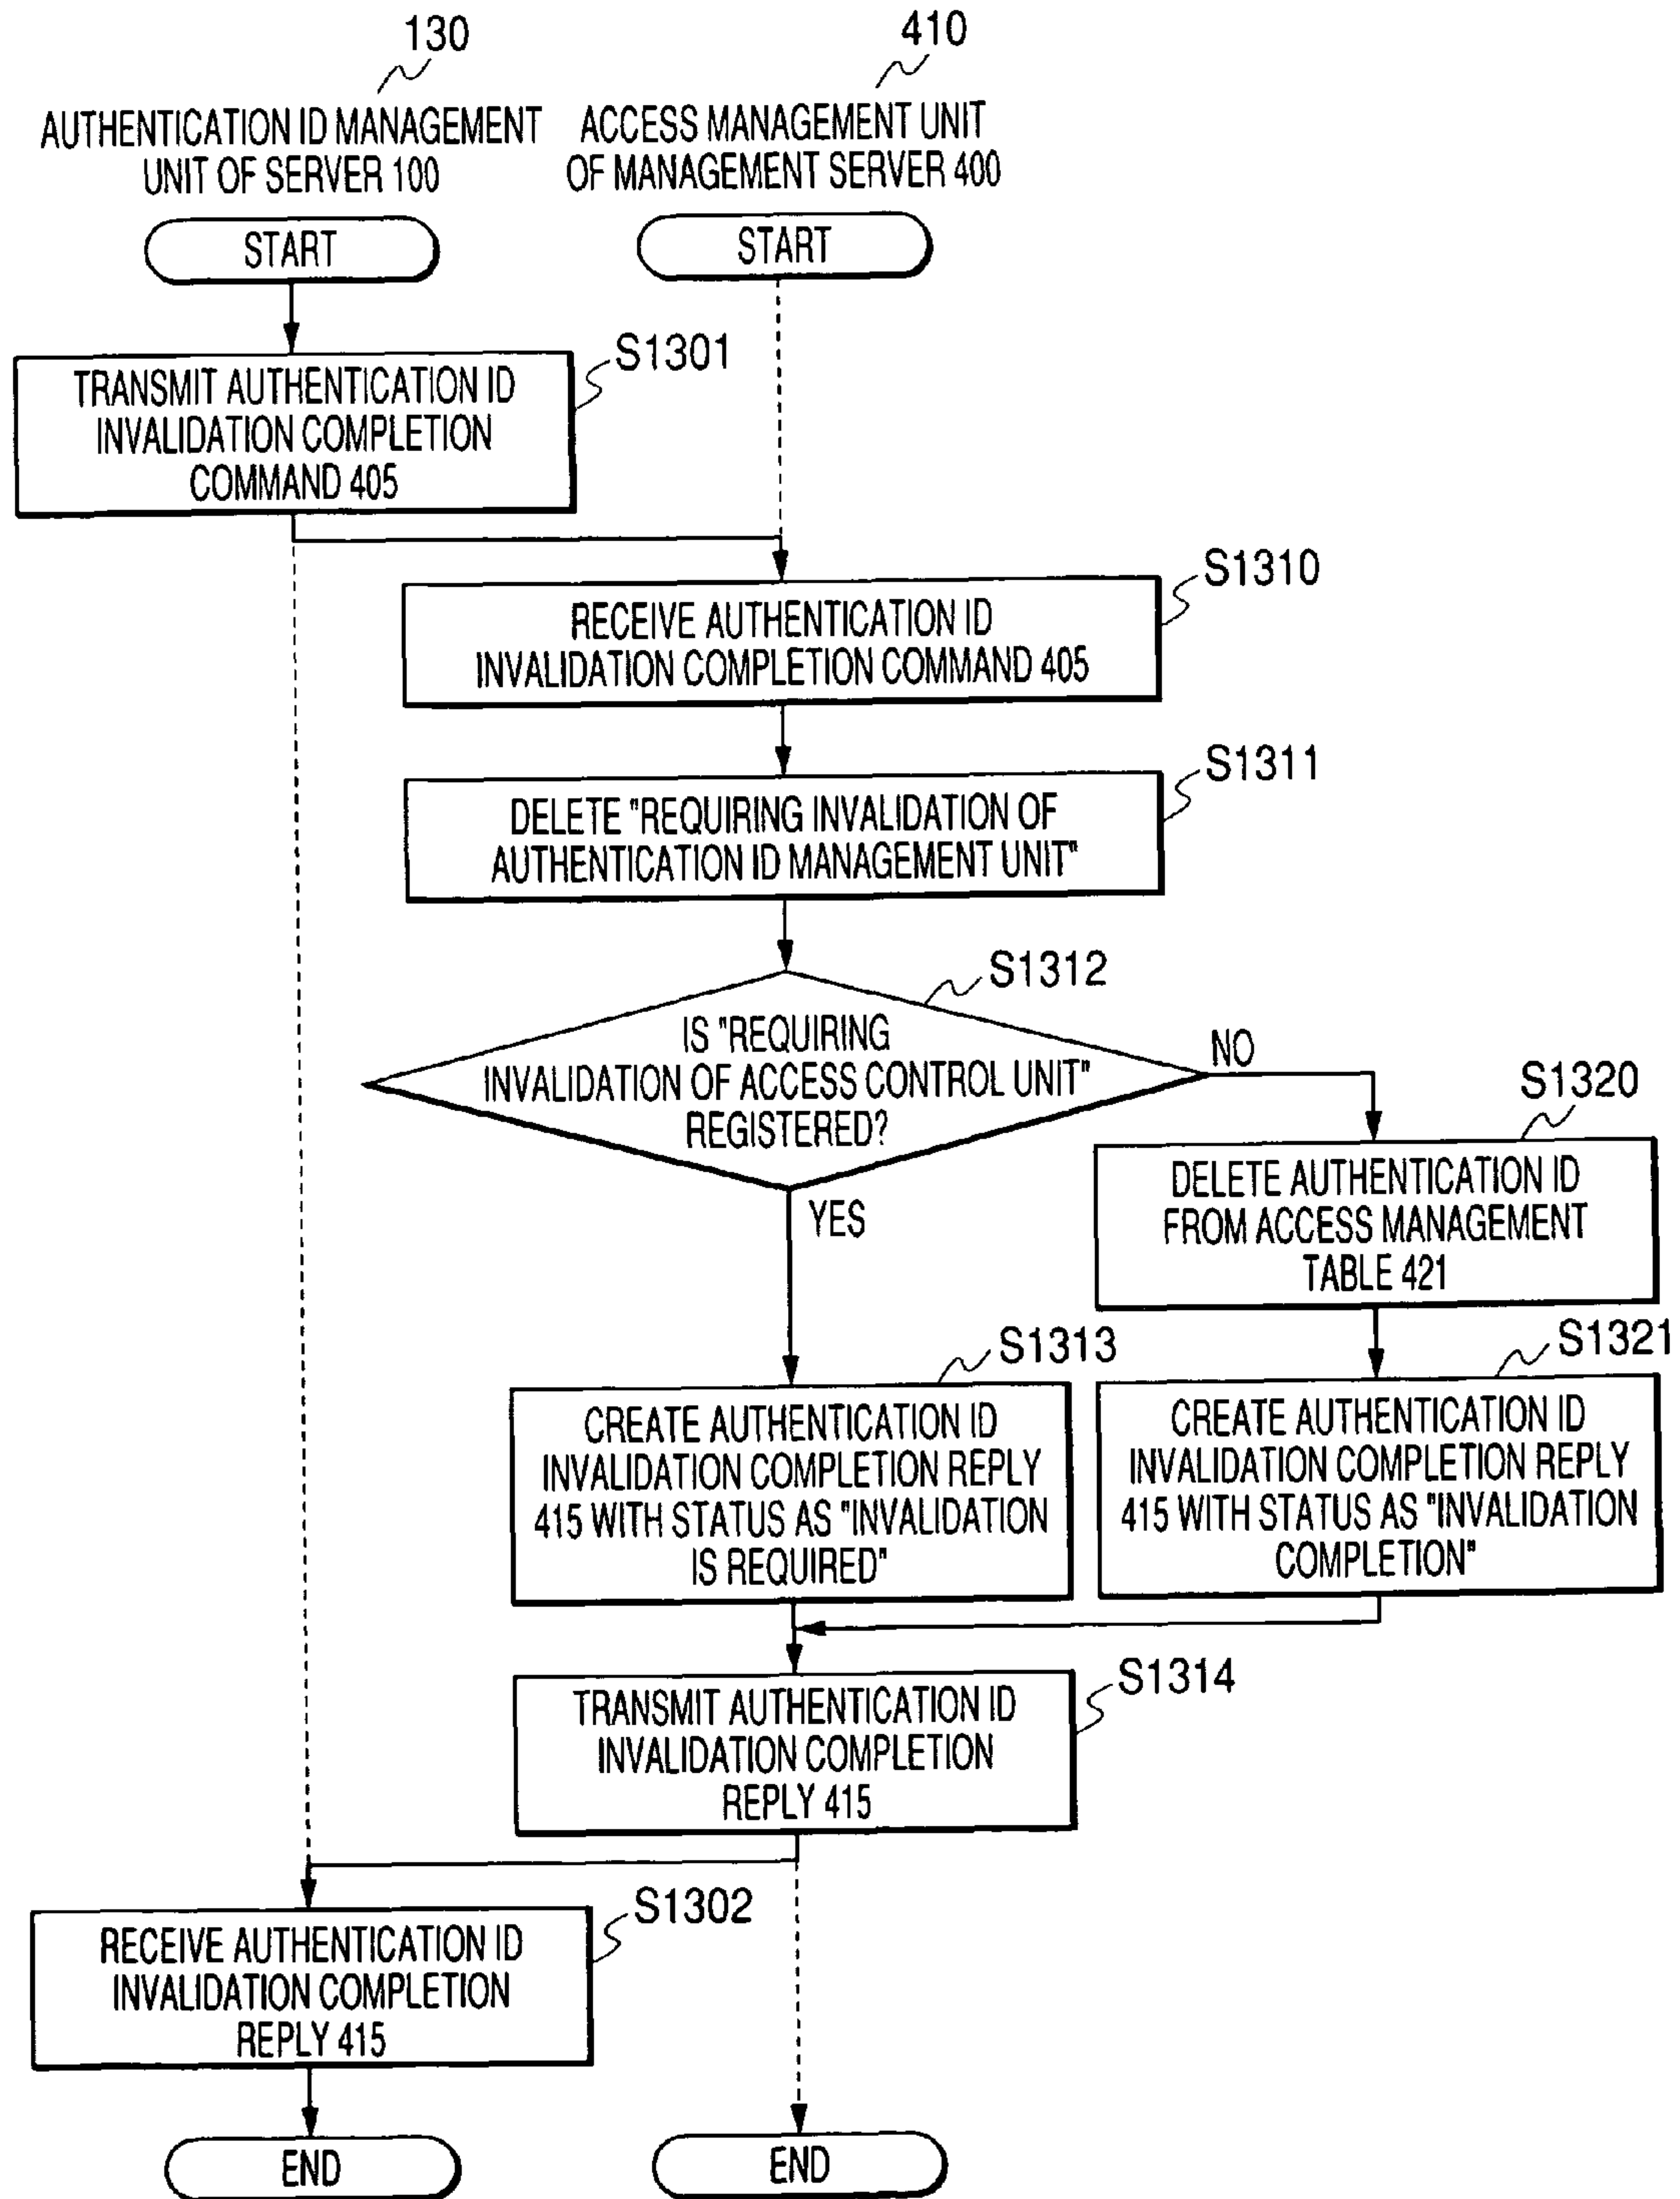 130
410
AUTHENTICATION ID MANAGEMENT
UNIT OF SERVER 100
ACCESS MANAGEMENT UNIT
OF MANAGEMENT SERVER 400
START
START
S1301
TRANSMIT AUTHENTICATION ID
INVALIDATION COMPLETION
COMMAND 405
S1310
RECEIVE AUTHENTICATION ID
INVALIDATION COMPLETION COMMAND 405
S1311
DELETE "REQUIRING INVALIDATION OF
AUTHENTICATION ID MANAGEMENT UNIT"
S1312
IS "REQUIRING
INVALIDATION OF ACCESS CONTROL UNIT"
REGISTERED?
NO
YES
S1320
DELETE AUTHENTICATION ID
FROM ACCESS MANAGEMENT
TABLE 421
S1313
CREATE AUTHENTICATION ID
INVALIDATION COMPLETION REPLY
415 WITH STATUS AS "INVALIDATION
IS REQUIRED"
S1321
CREATE AUTHENTICATION ID
INVALIDATION COMPLETION REPLY
415 WITH STATUS AS "INVALIDATION
COMPLETION"
S1314
TRANSMIT AUTHENTICATION ID
INVALIDATION COMPLETION
REPLY 415
S1302
RECEIVE AUTHENTICATION ID
INVALIDATION COMPLETION
REPLY 415
END
END